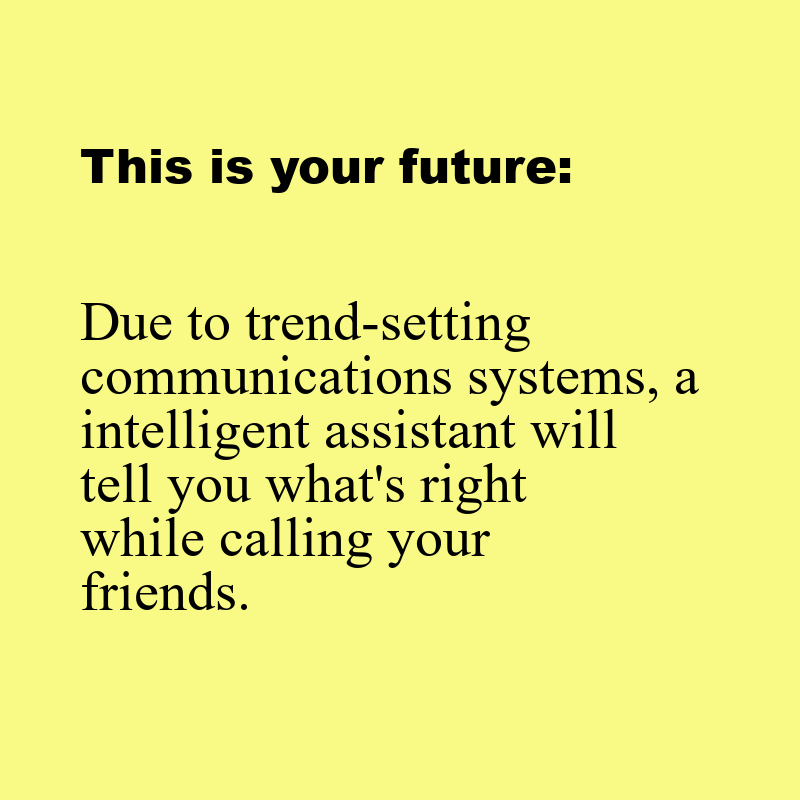 This is your future:
Due to trend-setting
communications systems, a
intelligent assistant will
tell you what's right
while calling your
friends.